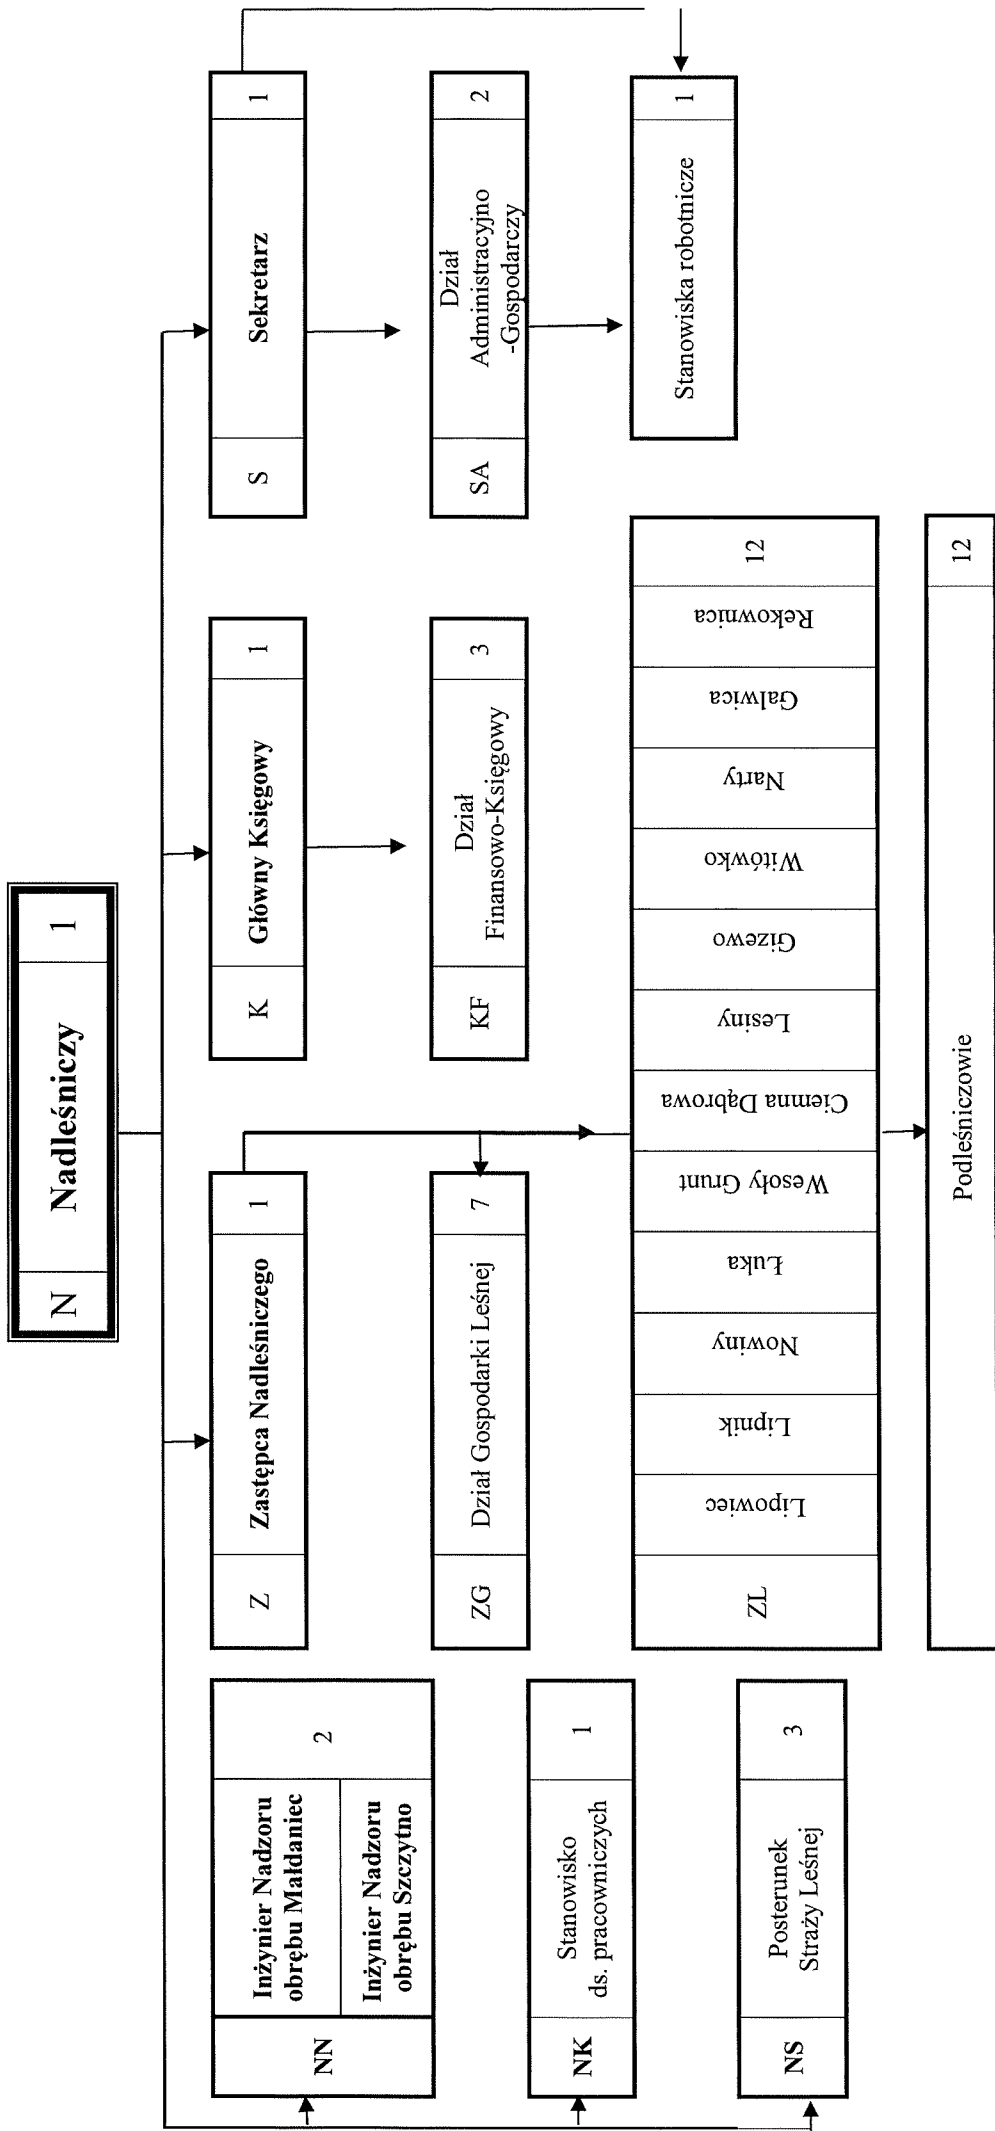 N Nadleśniczy 1
NN
Inżynier Nadzoru
obrębu Małdaniec
Inżynier Nadzoru
obrębu Szczytno
2
Z Zastępca Nadleśniczego 1
K Główny Księgowy 1
S Sekretarz 1
ZG Dział Gospodarki Leśnej 7
KF
Dział
Finansowo-Księgowy
3
SA
Dział
Administracyjno
-Gospodarczy
2
NK
Stanowisko
ds. pracowniczych
1
ZL
Lipowiec
Lipnik
Nowiny
Łuka
Wesoły Grunt
Ciemna Dąbrowa
Lesiny
Gizewo
Witówko
Narty
Galwica
Rekownica
12
Stanowiska robotnicze 1
NS
Posterunek
Straży Leśnej
3
Podleśniczowie 12